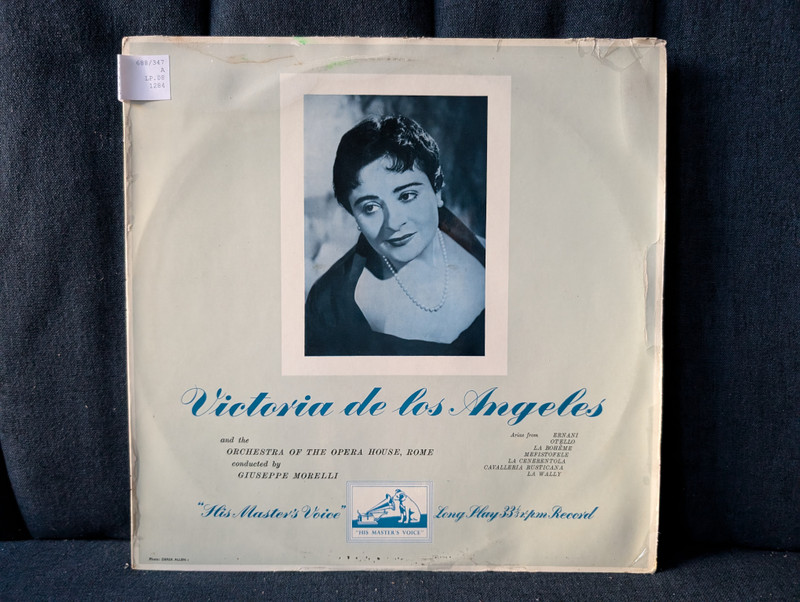 688/547
A
LP.08
1284
Victoria de los Angeles
and the
ORCHESTRA OF THE OPERA HOUSE, ROME
conducted by
GIUSEPPE MORELLI
Arias from ERNANI
OTELLO
LA BOHÈME
MEFISTOFELE
LA CENERENTOLA
CAVALLERIA RUSTICANA
LA WALLY
"His Master's Voice"
"HIS MASTER'S VOICE"
Long Play 33⅓ r.p.m Record
Photo: